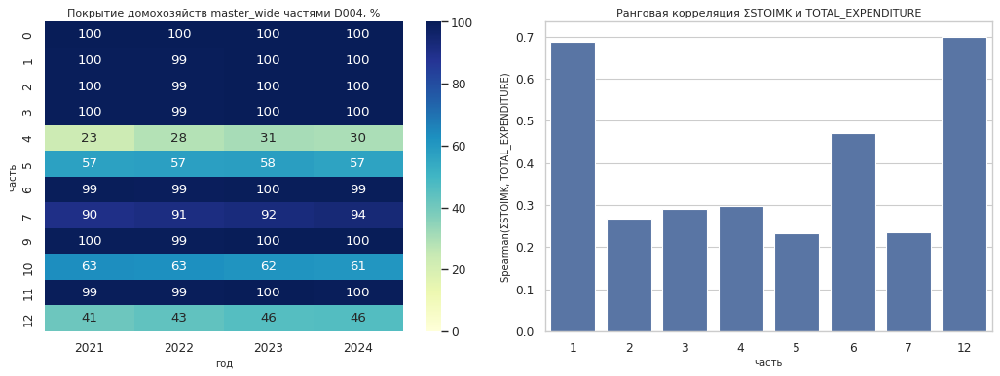 Покрытие домохозяйств master_wide частями D004, %
часть
0 100 100 100 100
1 100 99 100 100
2 100 99 100 100
3 100 99 100 100
4 23 28 31 30
5 57 57 58 57
6 99 99 100 99
7 90 91 92 94
9 100 99 100 100
10 63 63 62 61
11 99 99 100 100
12 41 43 46 46
2021 2022 2023 2024
год
100
80
60
40
20
0
Ранговая корреляция ΣSTOIMK и TOTAL_EXPENDITURE
Spearman(ΣSTOIMK, TOTAL_EXPENDITURE)
0.7
0.6
0.5
0.4
0.3
0.2
0.1
0.0
1 2 3 4 5 6 7 12
часть